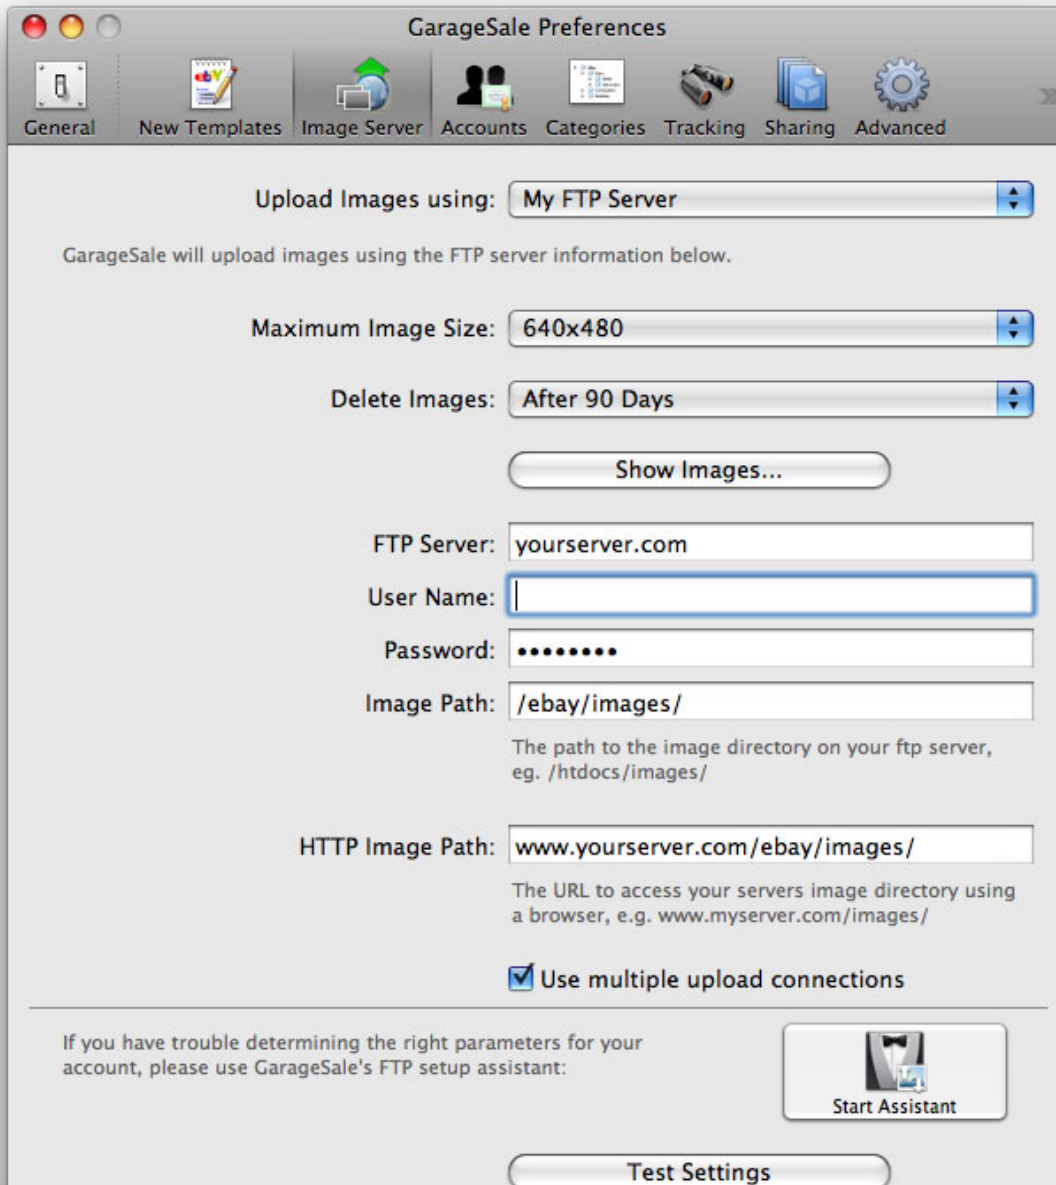 GarageSale Preferences
General New Templates Image Server Accounts Categories Tracking Sharing Advanced
Upload Images using: My FTP Server
GarageSale will upload images using the FTP server information below.
Maximum Image Size: 640x480
Delete Images: After 90 Days
Show Images...
FTP Server: yourserver.com
User Name:
Password: ••••••••
Image Path: /ebay/images/
The path to the image directory on your ftp server,
eg. /htdocs/images/
HTTP Image Path: www.yourserver.com/ebay/images/
The URL to access your servers image directory using
a browser, e.g. www.myserver.com/images/
Use multiple upload connections
If you have trouble determining the right parameters for your
account, please use GarageSale's FTP setup assistant:
Start Assistant
Test Settings